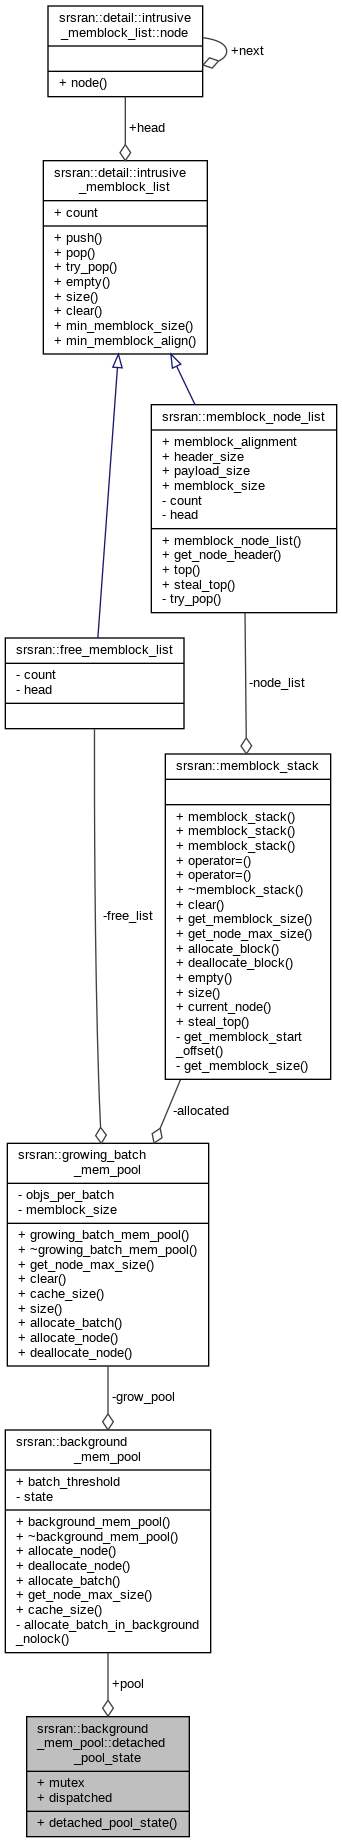 srsran::detail::intrusive
_memblock_list::node
+ node()
+next
+head
srsran::detail::intrusive
_memblock_list
+ count
+ push()
+ pop()
+ try_pop()
+ empty()
+ size()
+ clear()
+ min_memblock_size()
+ min_memblock_align()
srsran::memblock_node_list
+ memblock_alignment
+ header_size
+ payload_size
+ memblock_size
- count
- head
+ memblock_node_list()
+ get_node_header()
+ top()
+ steal_top()
- try_pop()
srsran::free_memblock_list
- count
- head
-node_list
srsran::memblock_stack
+ memblock_stack()
+ memblock_stack()
+ memblock_stack()
+ operator=()
+ operator=()
+ ~memblock_stack()
+ clear()
+ get_memblock_size()
+ get_node_max_size()
+ allocate_block()
+ deallocate_block()
+ empty()
+ size()
+ current_node()
+ steal_top()
- get_memblock_start
_offset()
- get_memblock_size()
-free_list
-allocated
srsran::growing_batch
_mem_pool
- objs_per_batch
- memblock_size
+ growing_batch_mem_pool()
+ ~growing_batch_mem_pool()
+ get_node_max_size()
+ clear()
+ cache_size()
+ size()
+ allocate_batch()
+ allocate_node()
+ deallocate_node()
-grow_pool
srsran::background
_mem_pool
+ batch_threshold
- state
+ background_mem_pool()
+ ~background_mem_pool()
+ allocate_node()
+ deallocate_node()
+ allocate_batch()
+ get_node_max_size()
+ cache_size()
- allocate_batch_in_background
_nolock()
+pool
srsran::background
_mem_pool::detached
_pool_state
+ mutex
+ dispatched
+ detached_pool_state()